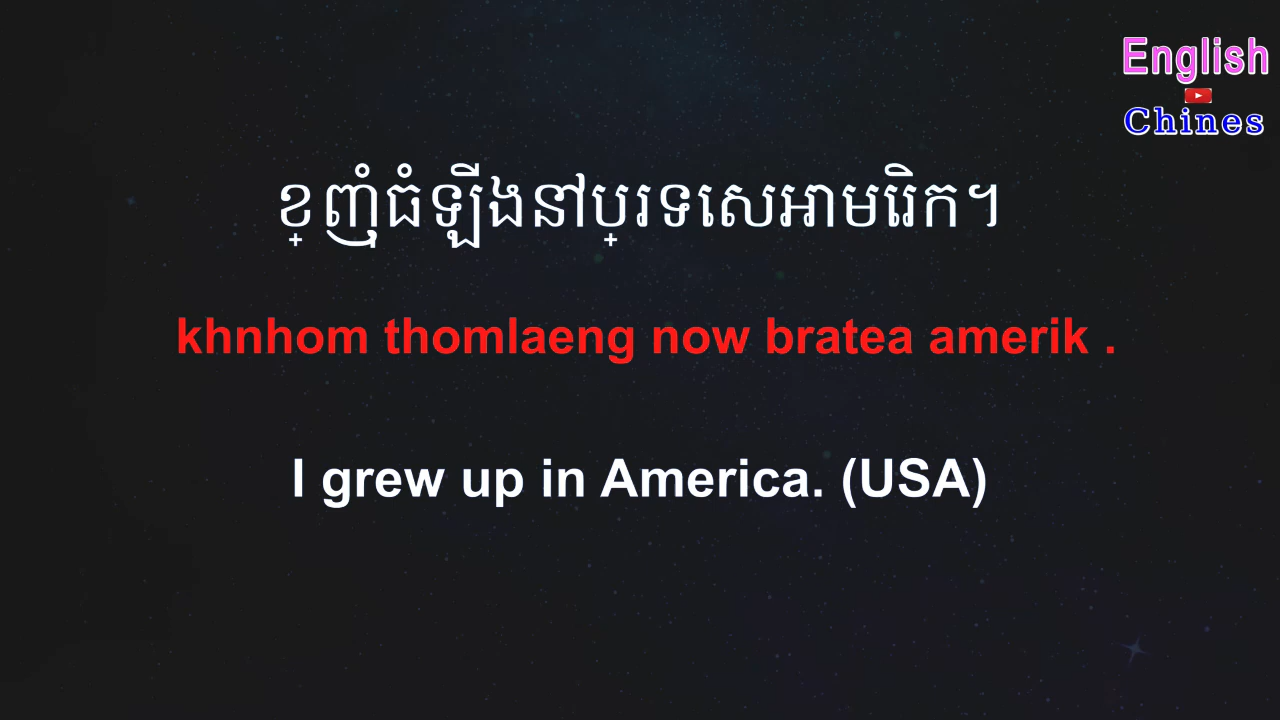 English
Chines
ខ្ញុំធំឡើងនៅប្រទេសអាមេរិក។
khnhom thomlaeng now bratea amerik .
I grew up in America. (USA)